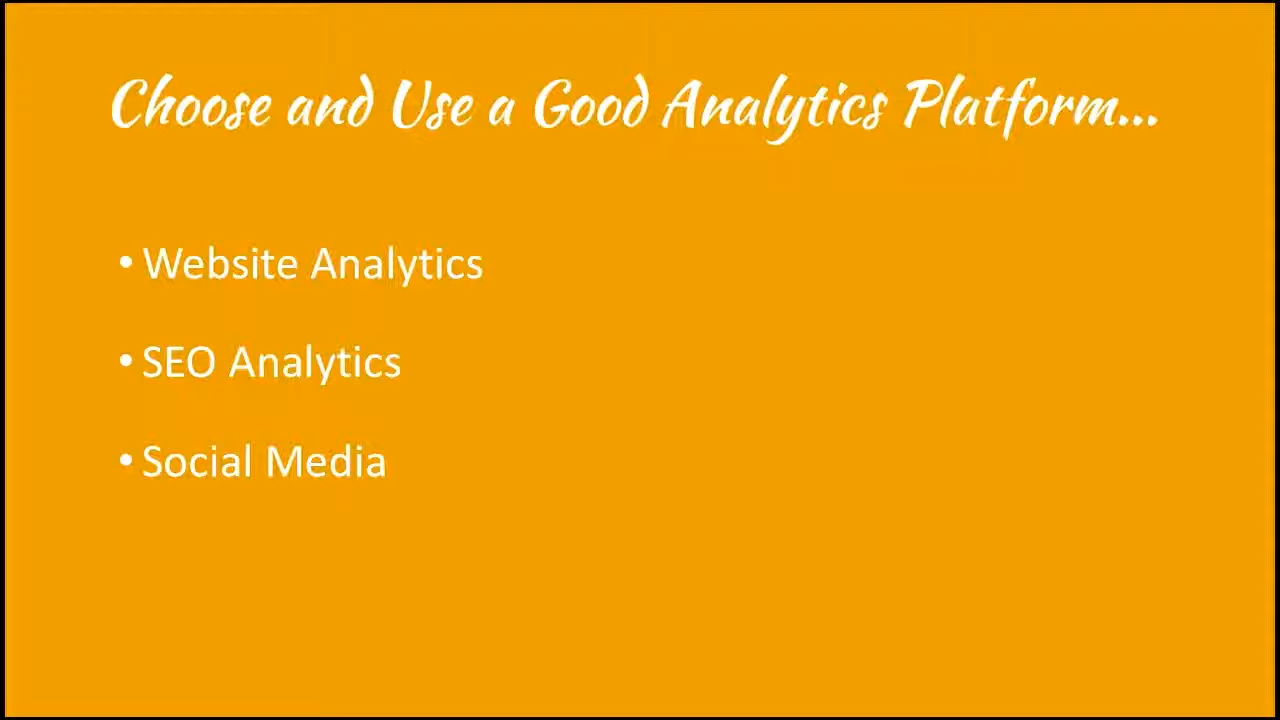 Choose and Use a Good Analytics Platform...
• Website Analytics
• SEO Analytics
• Social Media